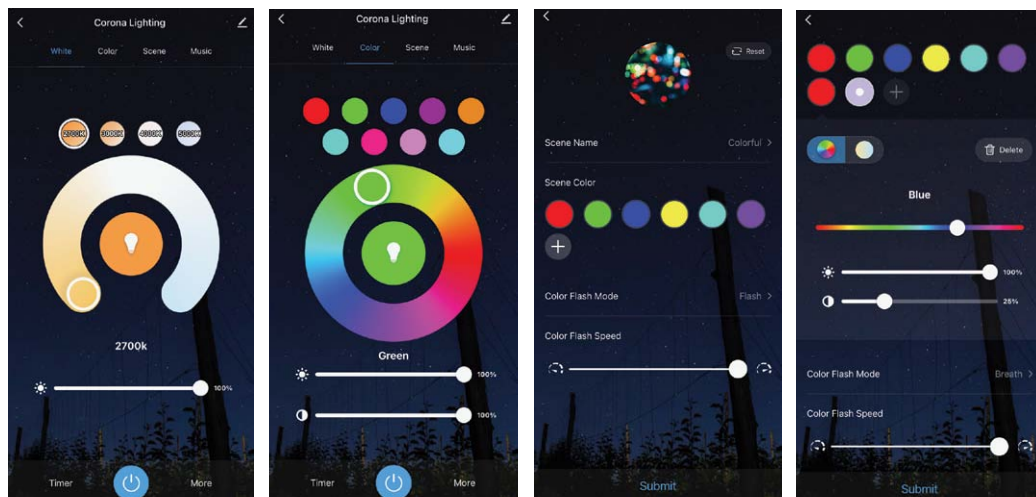 Corona Lighting
White Color Scene Music
2700K 3000K 4000K 5000K
2700k
100%
Timer More
Corona Lighting
White Color Scene Music
Green
100%
100%
Timer More
Reset
Scene Name Colorful >
Scene Color
Color Flash Mode Flash >
Color Flash Speed
Submit
Delete
Blue
100%
28%
Color Flash Mode Breath >
Color Flash Speed
Submit